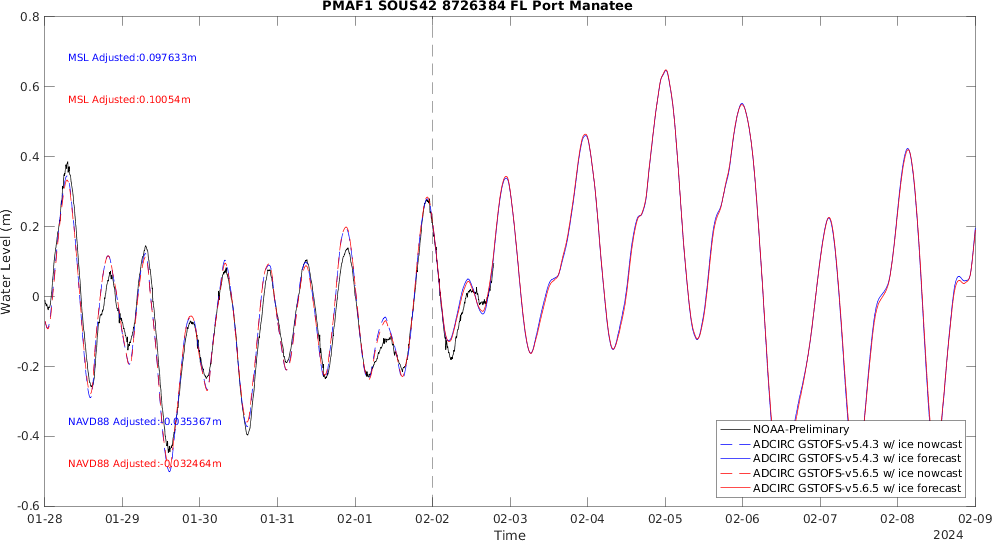 PMAF1 SOUS42 8726384 FL Port Manatee
0.8
0.6
0.4
0.2
0
-0.2
-0.4
-0.6
Water Level (m)
MSL Adjusted:0.097633m
MSL Adjusted:0.10054m
NAVD88 Adjusted:-0.035367m
NAVD88 Adjusted:-0.032464m
NOAA-Preliminary
ADCIRC GSTOFS-v5.4.3 w/ ice nowcast
ADCIRC GSTOFS-v5.4.3 w/ ice forecast
ADCIRC GSTOFS-v5.6.5 w/ ice nowcast
ADCIRC GSTOFS-v5.6.5 w/ ice forecast
01-28 01-29 01-30 01-31 02-01 02-02 02-03 02-04 02-05 02-06 02-07 02-08 02-09
Time
2024